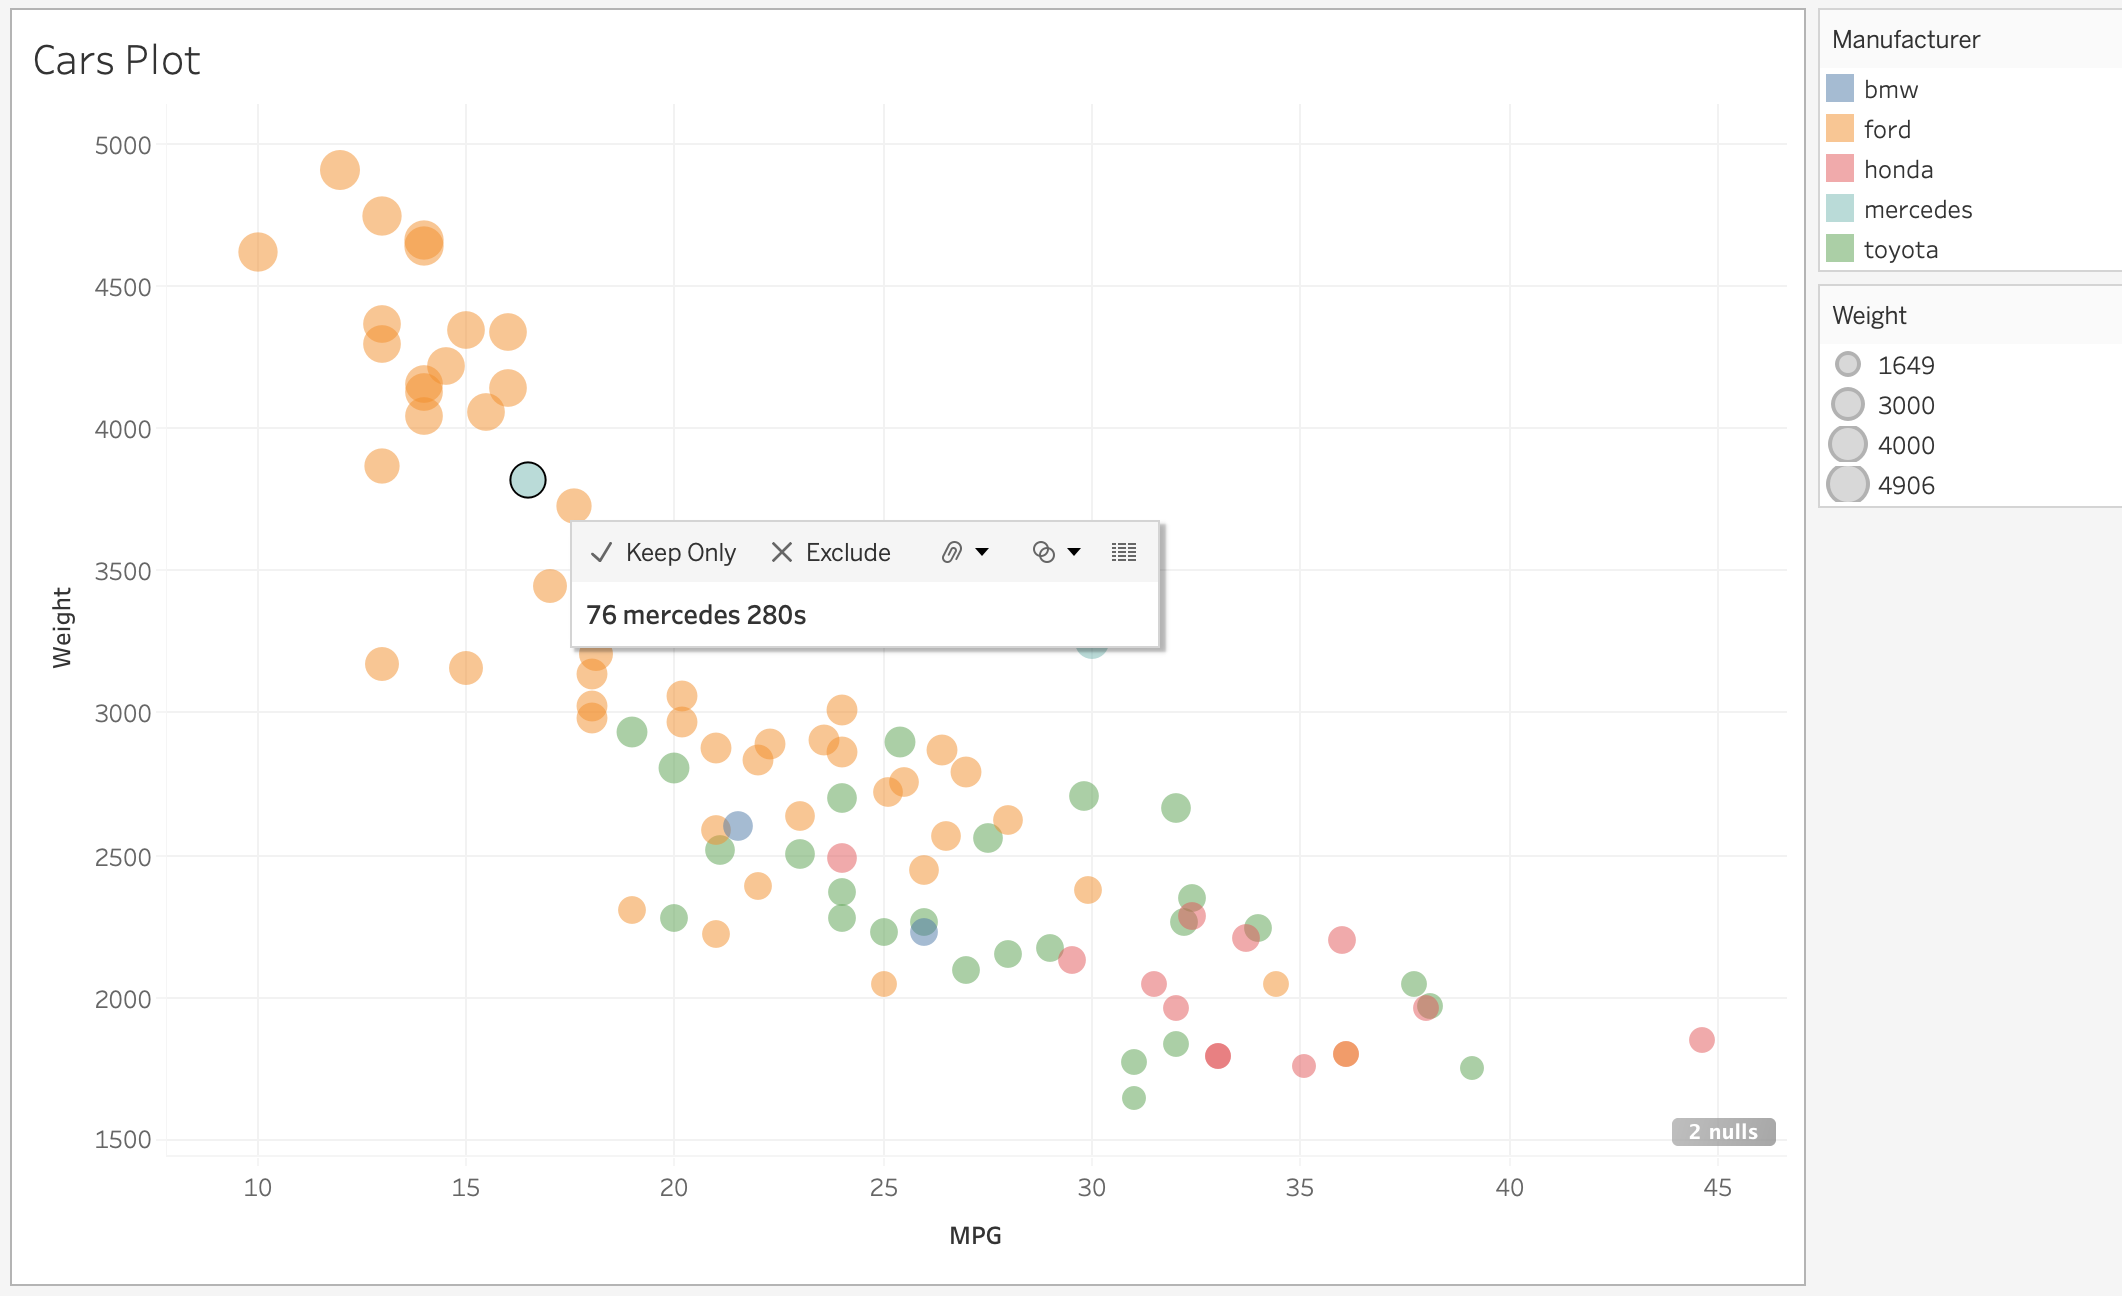 Cars Plot
5000
4500
4000
3500
3000
2500
2000
1500
Weight
10 15 20 25 30 35 40 45
MPG
Keep Only Exclude
76 mercedes 280s
2 nulls
Manufacturer
bmw
ford
honda
mercedes
toyota
Weight
1649
3000
4000
4906